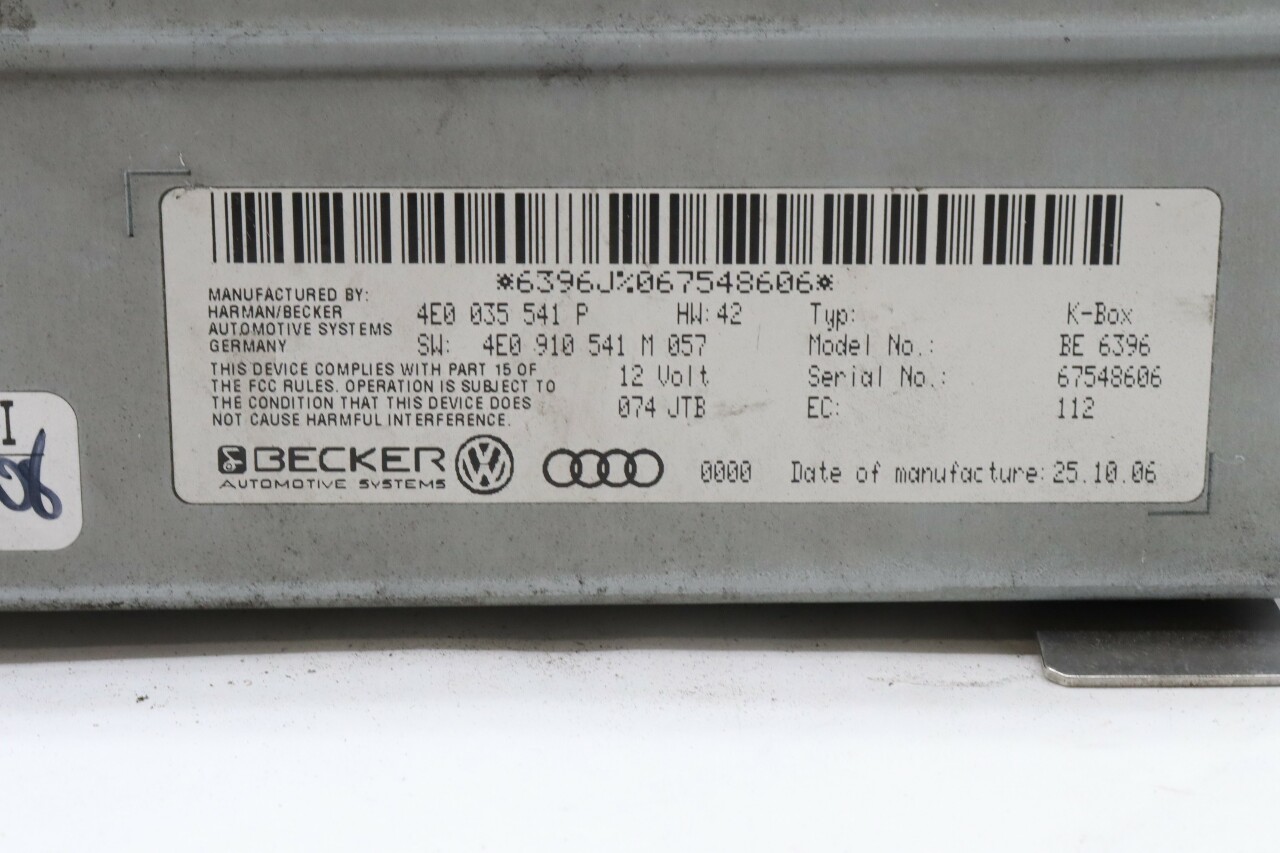 *6396J%067548606*
MANUFACTURED BY:
HARMAN/BECKER
AUTOMOTIVE SYSTEMS
GERMANY
4E0 035 541 P HW: 42
SW: 4E0 910 541 M 057
THIS DEVICE COMPLIES WITH PART 15 OF
THE FCC RULES. OPERATION IS SUBJECT TO
THE CONDITION THAT THIS DEVICE DOES
NOT CAUSE HARMFUL INTERFERENCE.
12 Volt
074 JTB
Typ: K-Box
Model No.: BE 6396
Serial No.: 67548606
EC: 112
BECKER
AUTOMOTIVE SYSTEMS
VW
0000 Date of manufacture: 25.10.06
I
06